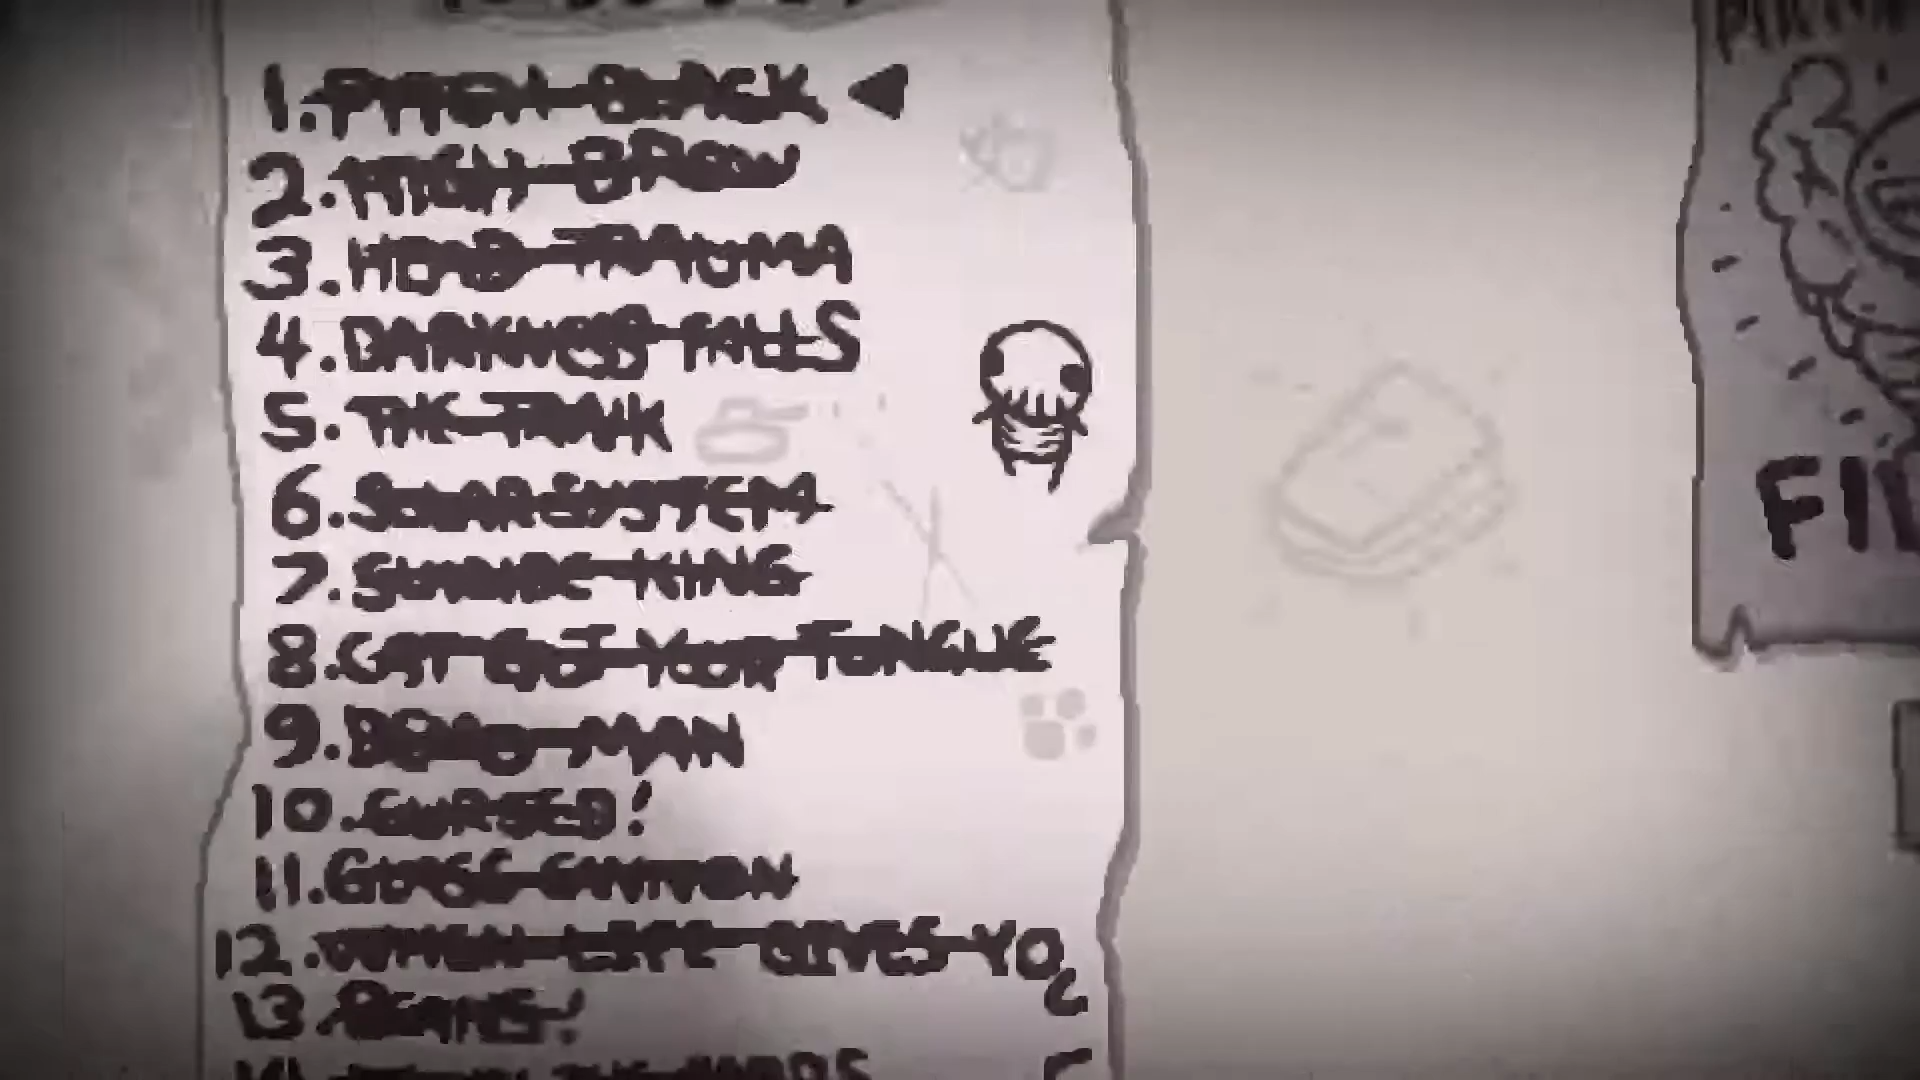 1. PITCH BLACK
2. HIGH BROW
3. HEAD TRAUMA
4. DARKNESS FALLS
5. THE TANK
6. SOLAR SYSTEM
7. SUICIDE KING
8. CAT GOT YOUR TONGUE
9. DEMO MAN
10. CURSED!
11. GLASS CANNON
12. WHEN LIFE GIVES YO
13 BEANS!
CARDS
FI